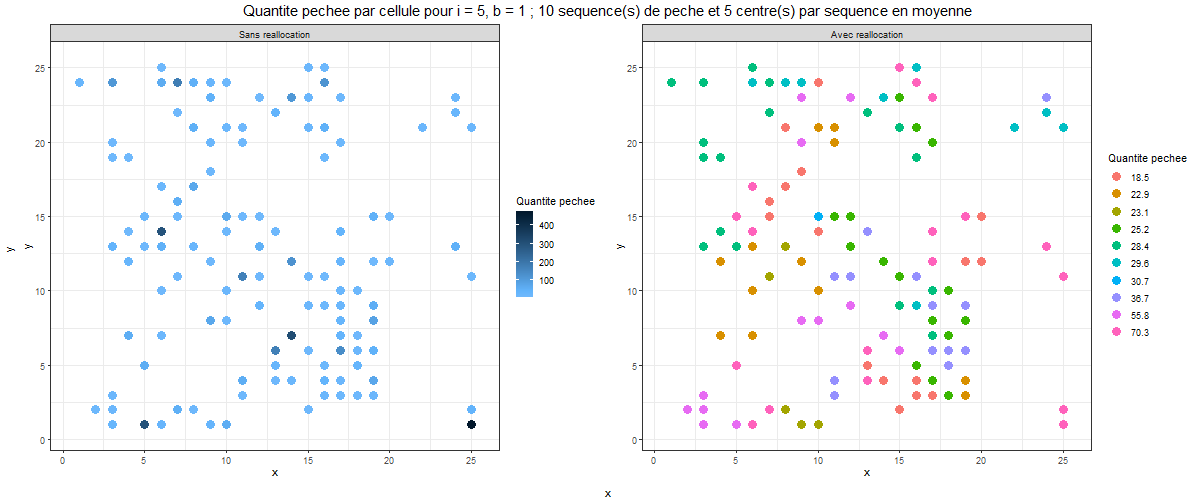 Quantite pechee par cellule pour i = 5, b = 1 ; 10 sequence(s) de peche et 5 centre(s) par sequence en moyenne
Sans reallocation
25
20
15
10
5
0
0 5 10 15 20 25
x
y
y
Quantite pechee
400
300
200
100
Avec reallocation
25
20
15
10
5
0
0 5 10 15 20 25
x
y
Quantite pechee
18.5
22.9
23.1
25.2
28.4
29.6
30.7
36.7
55.8
70.3
x